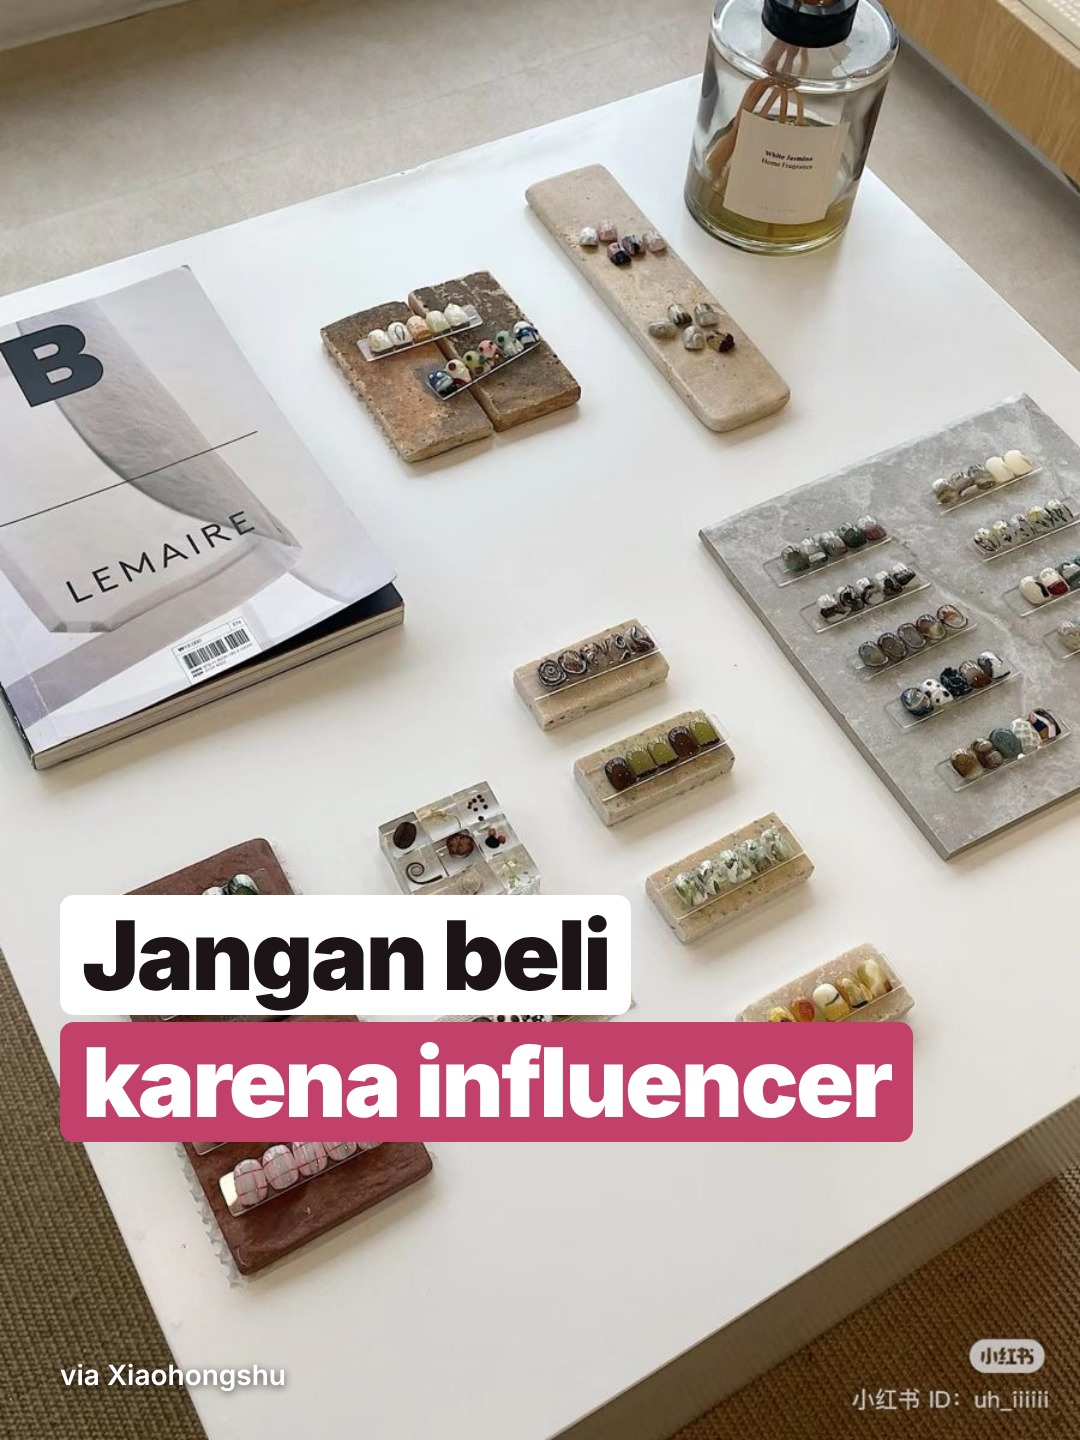 White Jasmine
Home Fragrance
B
LEMAIRE
Jangan beli
karena influencer
via Xiaohongshu
小红书
小红书 ID: uh_iiiiii